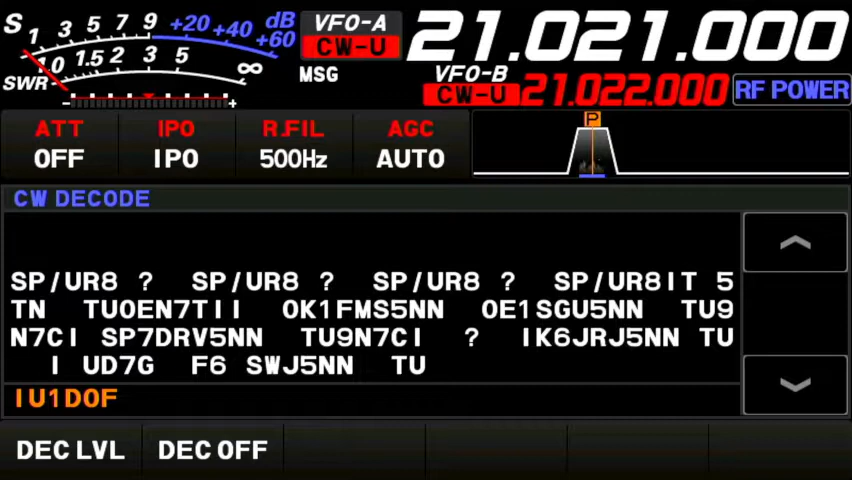 S 1 3 5 7 9 +20 +40 +60 dB
SWR 1.0 1.5 2 3 5 ∞
− +
VFO-A
CW-U
21.021.000
MSG
VFO-B
CW-U
21.022.000
RF POWER
ATT IPO R.FIL AGC
OFF IPO 500Hz AUTO
P
CW DECODE
SP/UR8 ? SP/UR8 ? SP/UR8 ? SP/UR8IT 5
TN TU0EN7TII OK1FMS5NN OE1SGU5NN TU9
N7CI SP7DRV5NN TU9N7CI ? IK6JRJ5NN TU
I UD7G F6 SWJ5NN TU
IU1DOF
DEC LVL DEC OFF